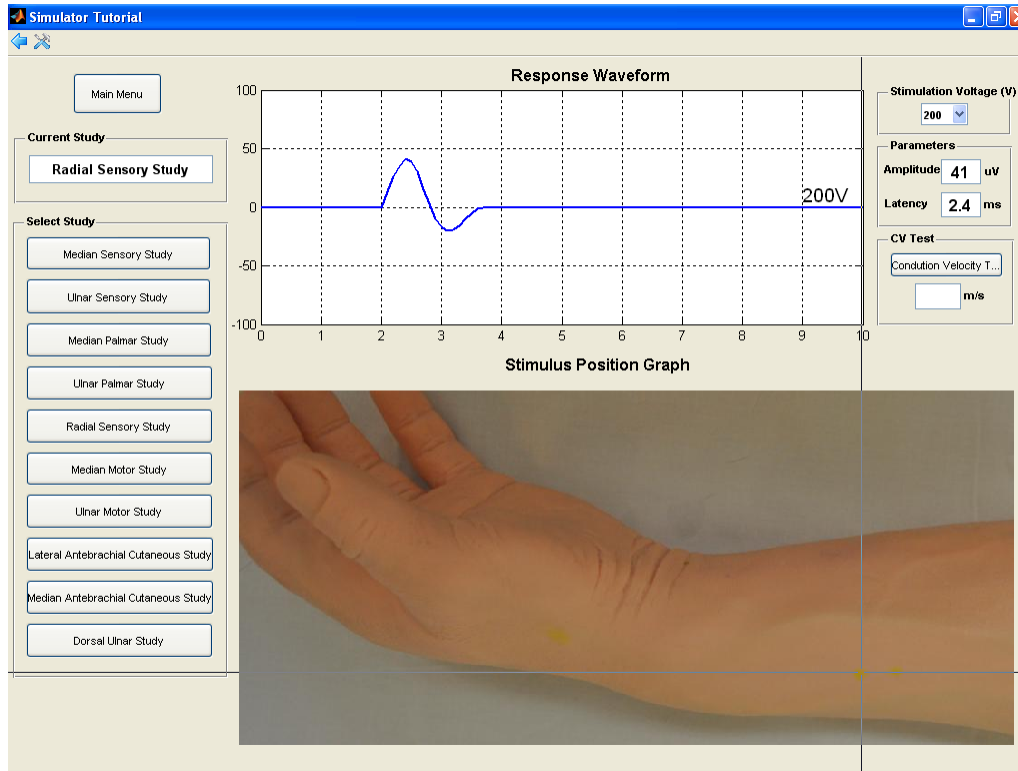 Simulator Tutorial
Main Menu
Current Study
Radial Sensory Study
Select Study
Median Sensory Study
Ulnar Sensory Study
Median Palmar Study
Ulnar Palmar Study
Radial Sensory Study
Median Motor Study
Ulnar Motor Study
Lateral Antebrachial Cutaneous Study
Median Antebrachial Cutaneous Study
Dorsal Ulnar Study
Response Waveform
100
50
0
-50
-100
200V
0 1 2 3 4 5 6 7 8 9 10
Stimulus Position Graph
Stimulation Voltage (V)
200
Parameters
Amplitude 41 uV
Latency 2.4 ms
CV Test
Condution Velocity T...
m/s